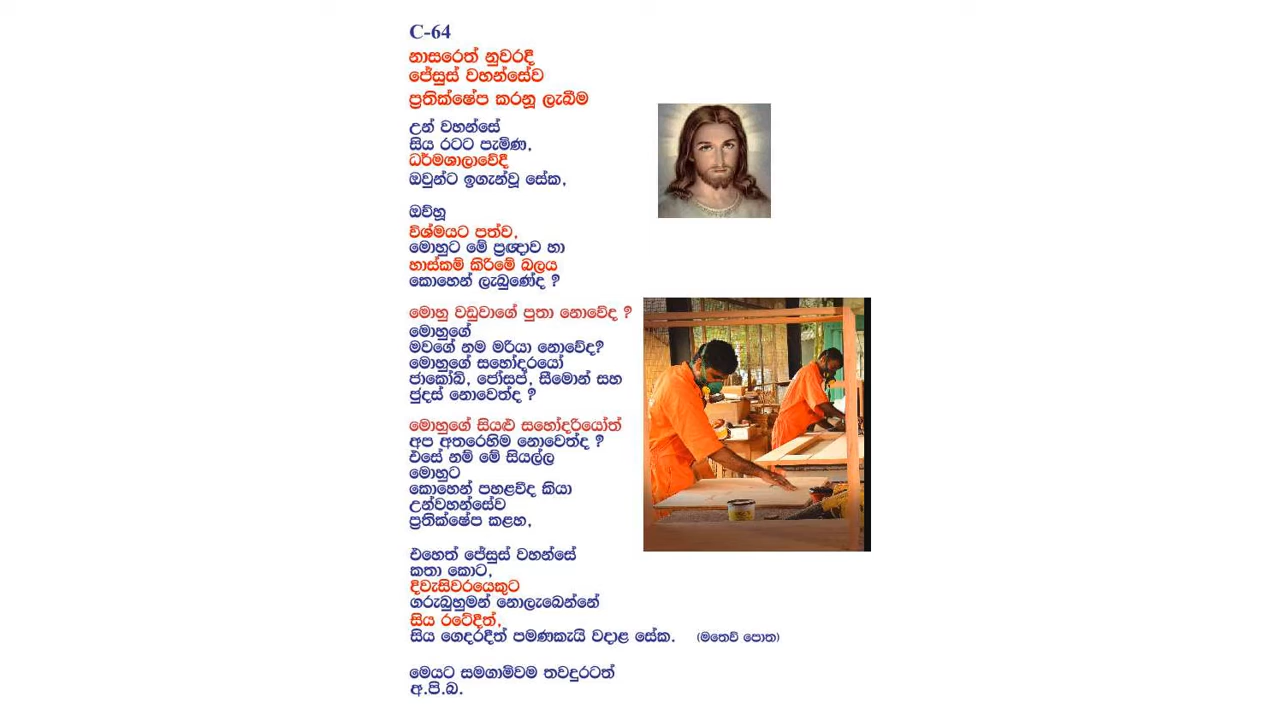 C-64
නාසරෙත් නුවරදී
ජේසුස් වහන්සේව
ප්‍රතික්ෂේප කරනූ ලැබීම
උන් වහන්සේ
සිය රටට පැමිණ,
ධර්මශාලාවේදී
ඔවුන්ට ඉගැන්වූ සේක,
ඔව්හූ
විශ්මයට පත්ව,
මොහුට මේ ප්‍රඥාව හා
හාස්කම් කිරිමේ බලය
කොහෙන් ලැබුණේද ?
මොහු වඩුවාගේ පුතා නොවේද ?
මොහුගේ
මවගේ නම මරියා නොවේද?
මොහුගේ සහෝදරයෝ
ජාකෝබ්, ජෝසප්, සීමොන් සහ
ජුදස් නොවෙත්ද ?
මොහුගේ සියළු සහෝදරියෝත්
අප අතරෙහිම නොවෙත්ද ?
එසේ නම් මේ සියල්ල
මොහුට
කොහෙන් පහළවිද කියා
උන්වහන්සේව
ප්‍රතික්ෂේප කළහ,
එහෙත් ජේසුස් වහන්සේ
කතා කොට,
දිවැසිවරයෙකුට
ගරුබුහුමන් නොලැබෙන්නේ
සිය රටේදීත්,
සිය ගෙදරදීත් පමණකැයි වදාළ සේක. (මතෙව් පොත)
මෙයට සමගාමීවම තවදුරටත්
අ.පි.බ.